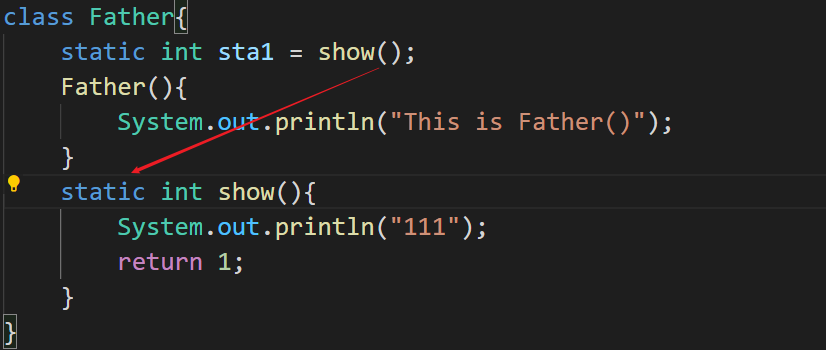 class Father{
static int sta1 = show();
Father(){
System.out.println("This is Father()");
}
static int show(){
System.out.println("111");
return 1;
}
}